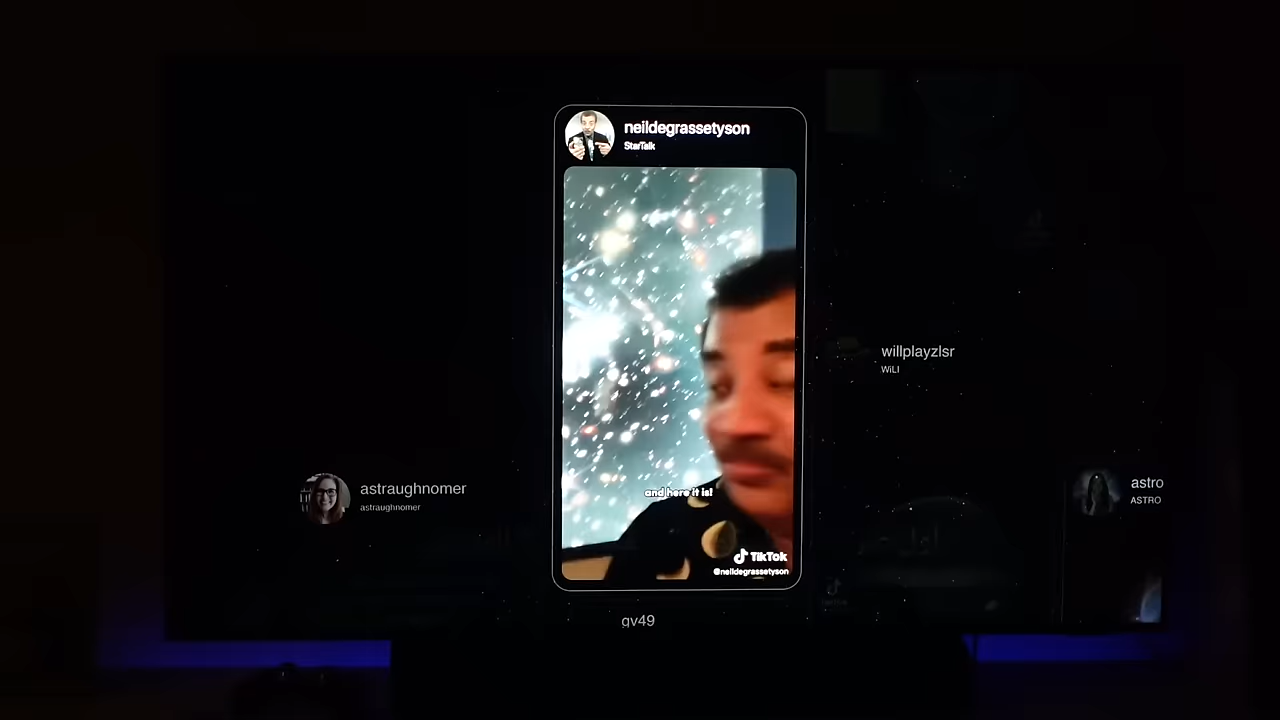 neildegrassetyson
StarTalk
and here it is!
TikTok
@neildegrassetyson
willplayzlsr
WiLl
astraughnomer
astraughnomer
astro
ASTRO
gv49